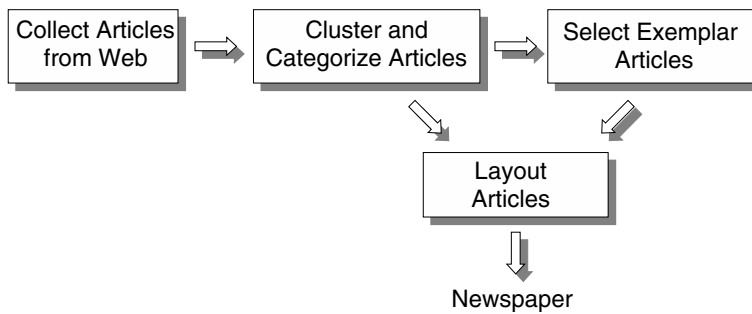 Collect Articles
from Web
Cluster and
Categorize Articles
Select Exemplar
Articles
Layout
Articles
Newspaper